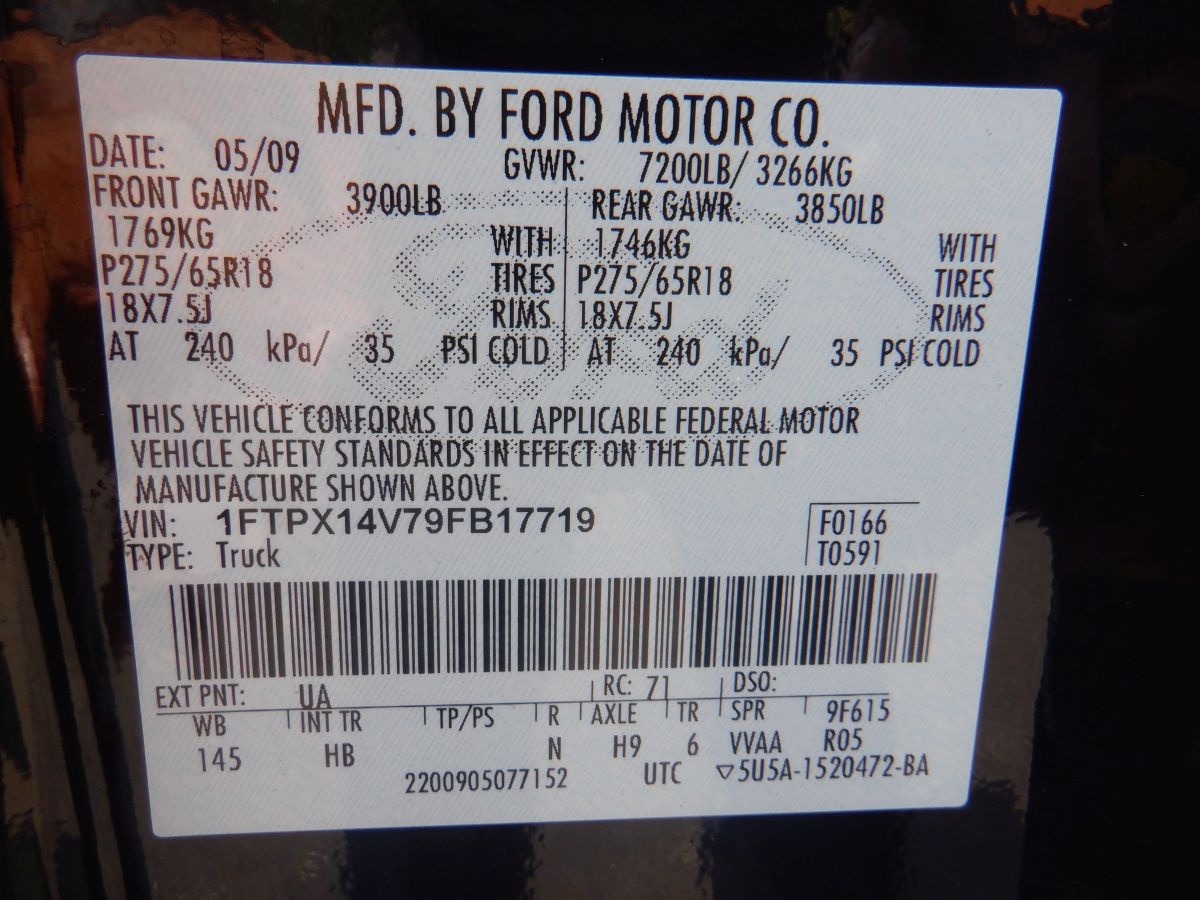 MFD. BY FORD MOTOR CO.
DATE: 05/09 GVWR: 7200LB/ 3266KG
FRONT GAWR: 3900LB REAR GAWR: 3850LB
1769KG WITH 1746KG WITH
P275/65R18 TIRES P275/65R18 TIRES
18X7.5J RIMS 18X7.5J RIMS
AT 240 kPa/ 35 PSI COLD AT 240 kPa/ 35 PSI COLD
THIS VEHICLE CONFORMS TO ALL APPLICABLE FEDERAL MOTOR
VEHICLE SAFETY STANDARDS IN EFFECT ON THE DATE OF
MANUFACTURE SHOWN ABOVE.
VIN: 1FTPX14V79FB17719 F0166
TYPE: Truck T0591
EXT PNT: UA RC: 71 DSO:
WB INT TR TP/PS R AXLE TR SPR 9F615
145 HB N H9 6 VVAA R05
2200905077152 UTC ▽5U5A-1520472-BA
Ford